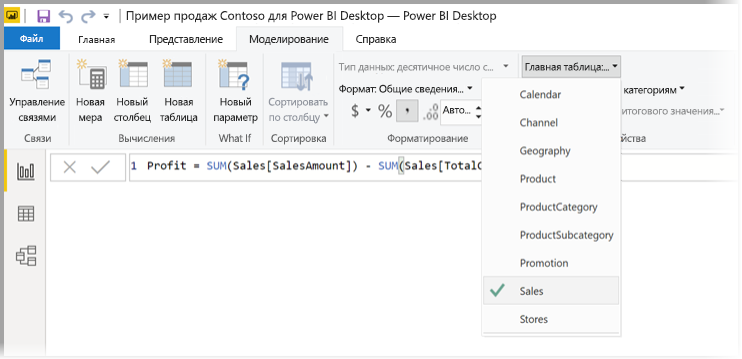 Пример продаж Contoso для Power BI Desktop — Power BI Desktop
Файл Главная Представление Моделирование Справка
Управление связями
Связи
Новая мера
Новый столбец
Новая таблица
Вычисления
Новый параметр
What If
Сортировать по столбцу
Сортировка
Тип данных: десятичное число с...
Формат: Общие сведения...
$ % , .00 Авто...
Форматирование
Главная таблица:...
категориям
итогового значения...
1 Profit = SUM(Sales[SalesAmount]) - SUM(Sales[TotalC
Calendar
Channel
Geography
Product
ProductCategory
ProductSubcategory
Promotion
Sales
Stores